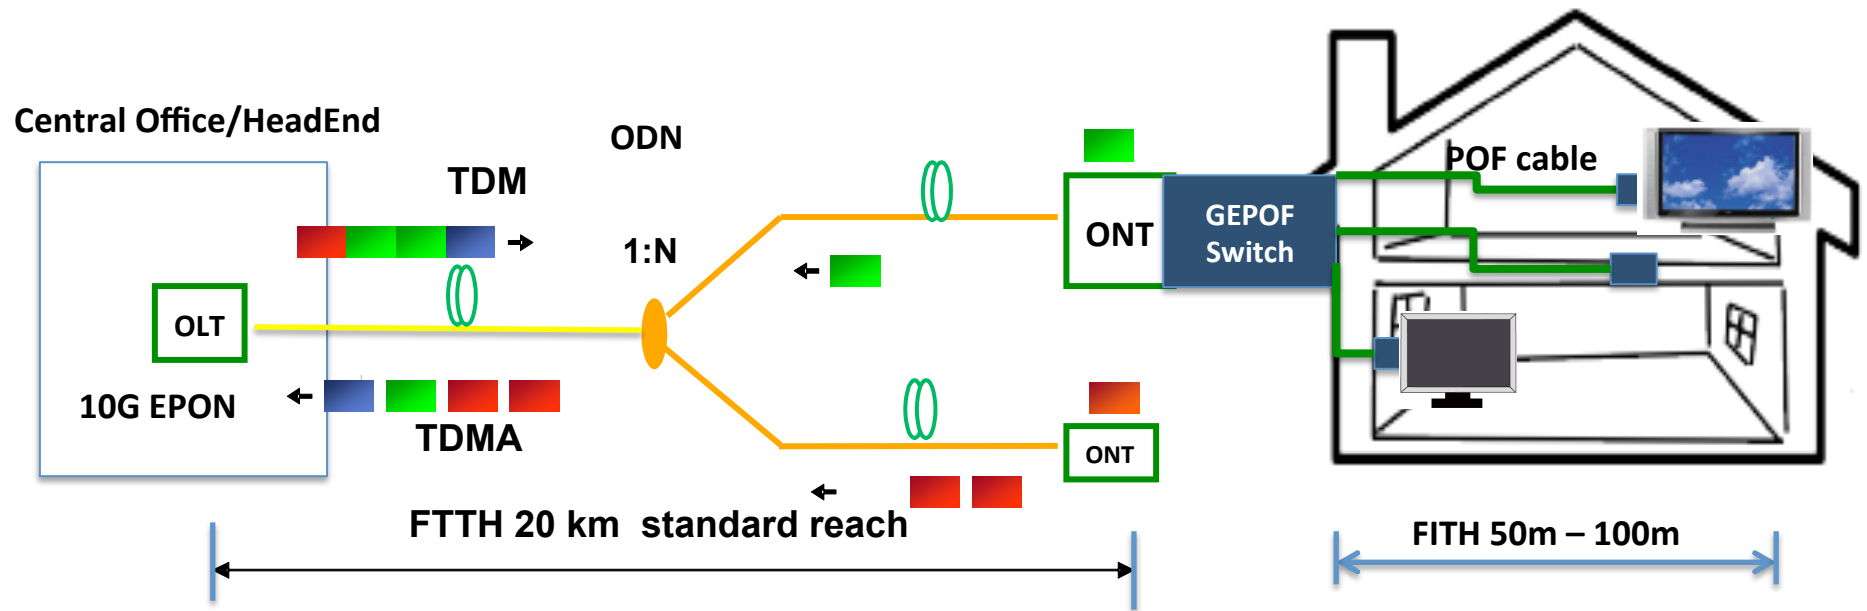 Central Office/HeadEnd
ODN
TDM
POF cable
1:N
ONT
GEPOF
Switch
OLT
10G EPON
TDMA
ONT
FTTH 20 km  standard reach
FITH 50m – 100m